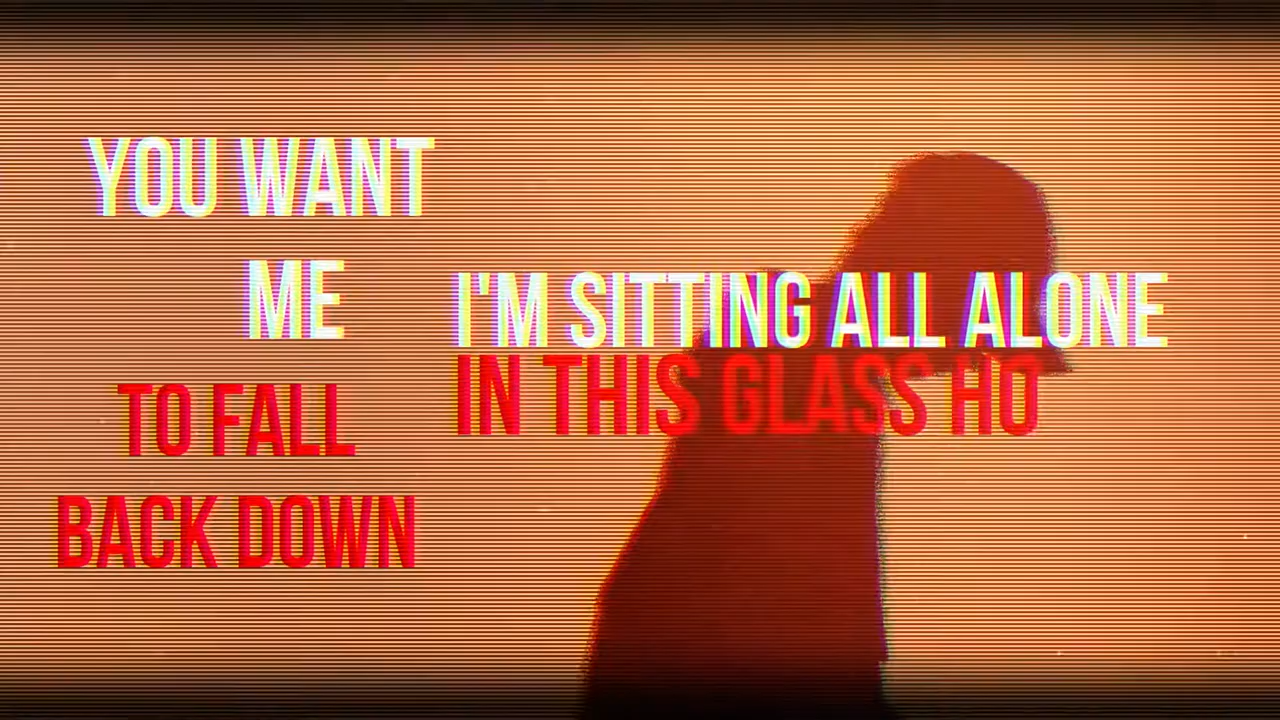 YOU WANT
ME
TO FALL
BACK DOWN
I'M SITTING ALL ALONE
IN THIS GLASS HO